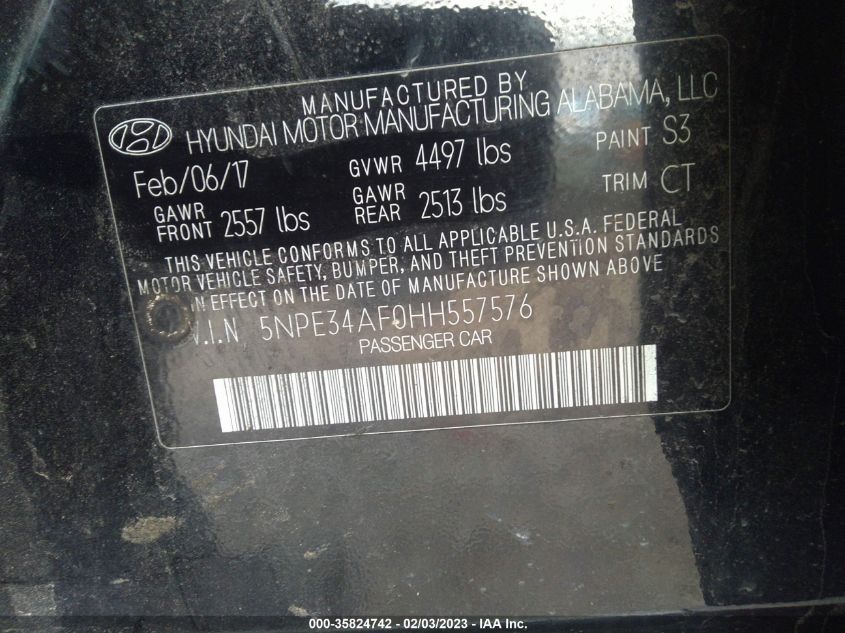 MANUFACTURED BY
HYUNDAI MOTOR MANUFACTURING ALABAMA, LLC
Feb/06/17 GVWR 4497 lbs PAINT S3
GAWR FRONT 2557 lbs GAWR REAR 2513 lbs TRIM CT
THIS VEHICLE CONFORMS TO ALL APPLICABLE U.S.A. FEDERAL
MOTOR VEHICLE SAFETY, BUMPER, AND THEFT PREVENTION STANDARDS
IN EFFECT ON THE DATE OF MANUFACTURE SHOWN ABOVE
V.I.N 5NPE34AF0HH557576
PASSENGER CAR
000-35824742 - 02/03/2023 - IAA Inc.